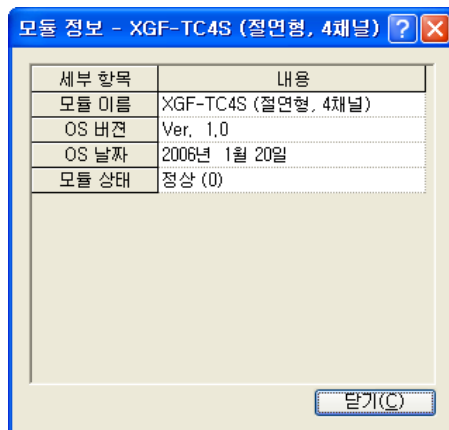 모듈 정보 - XGF-TC4S (절연형, 4채널)
세부 항목 내용
모듈 이름 XGF-TC4S (절연형, 4채널)
OS 버젼 Ver. 1.0
OS 날짜 2006년 1월 20일
모듈 상태 정상 (0)
닫기(C)